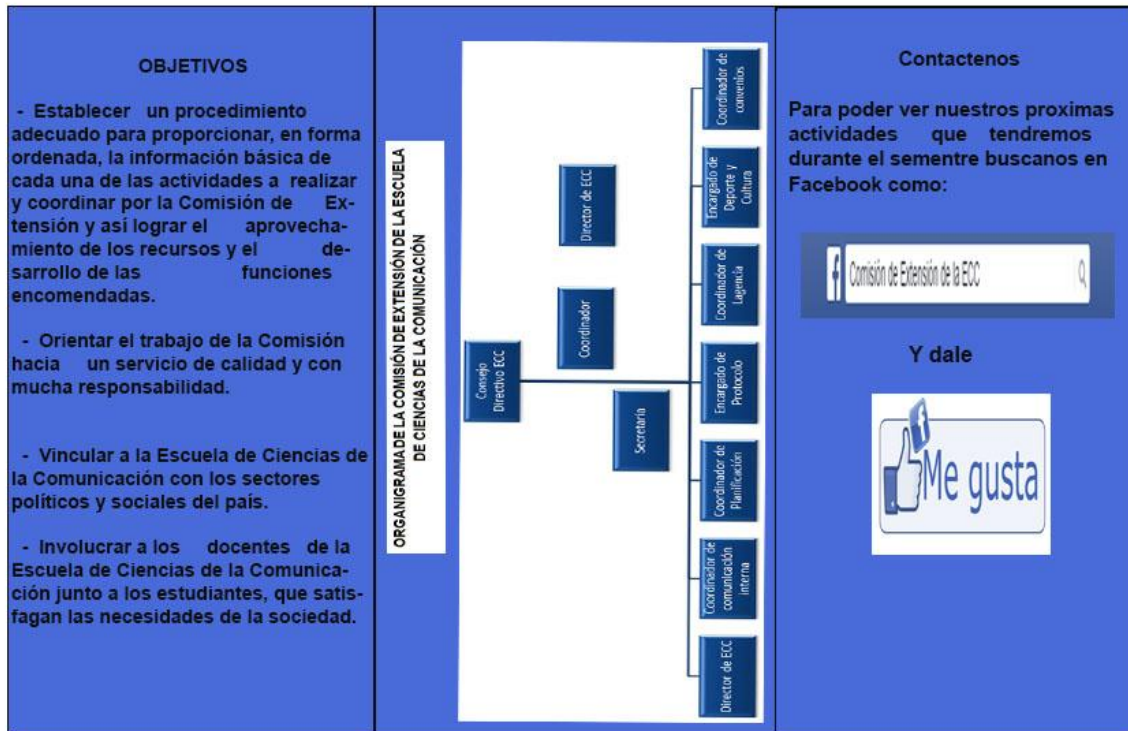 OBJETIVOS
- Establecer un procedimiento
adecuado para proporcionar, en forma
ordenada, la información básica de
cada una de las actividades a realizar
y coordinar por la Comisión de Ex-
tensión y así lograr el aprovecha-
miento de los recursos y el de-
sarrollo de las funciones
encomendadas.
- Orientar el trabajo de la Comisión
hacia un servicio de calidad y con
mucha responsabilidad.
- Vincular a la Escuela de Ciencias de
la Comunicación con los sectores
políticos y sociales del país.
- Involucrar a los docentes de la
Escuela de Ciencias de la Comunica-
ción junto a los estudiantes, que satis-
fagan las necesidades de la sociedad.
ORGANIGRAMA DE LA COMISIÓN DE EXTENSIÓN DE LA ESCUELA
DE CIENCIAS DE LA COMUNICACIÓN
Consejo
Directivo ECC
Coordinador
Director de ECC
Secretaria
Director de ECC
Coordinador de
comunicación
interna
Coordinador de
Planificación
Encargado de
Protocolo
Coordinador de
Lagencia
Encargado de
Deporte y
Cultura
Coordinador de
convenios
Contactenos
Para poder ver nuestros proximas
actividades que tendremos
durante el sementre buscanos en
Facebook como:
f Comisión de Extensión de la ECC
Y dale
f
Me gusta